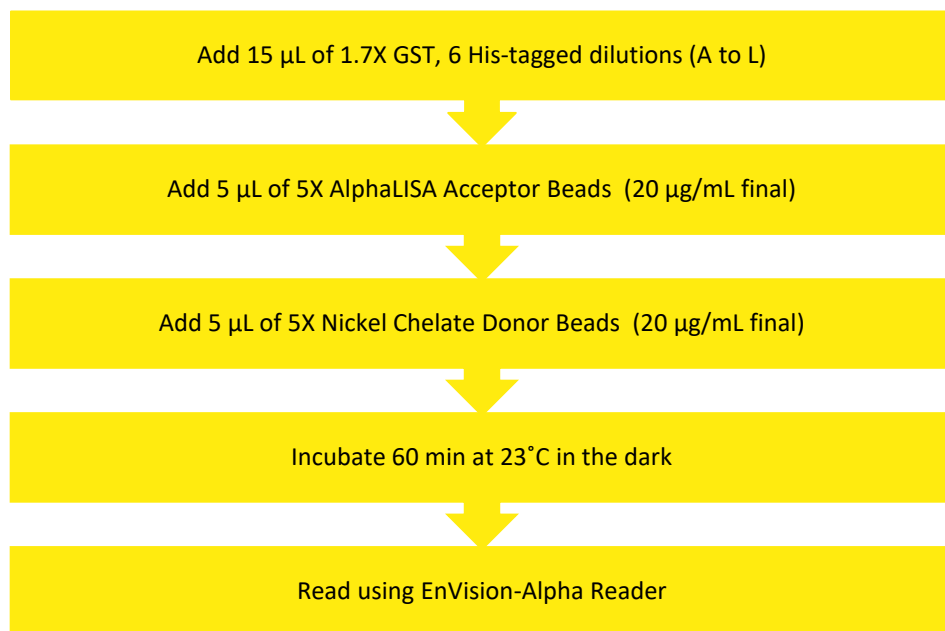 Add 15 µL of 1.7X GST, 6 His-tagged dilutions (A to L)
Add 5 µL of 5X AlphaLISA Acceptor Beads  (20 µg/mL final)
Add 5 µL of 5X Nickel Chelate Donor Beads  (20 µg/mL final)
Incubate 60 min at 23˚C in the dark
Read using EnVision-Alpha Reader